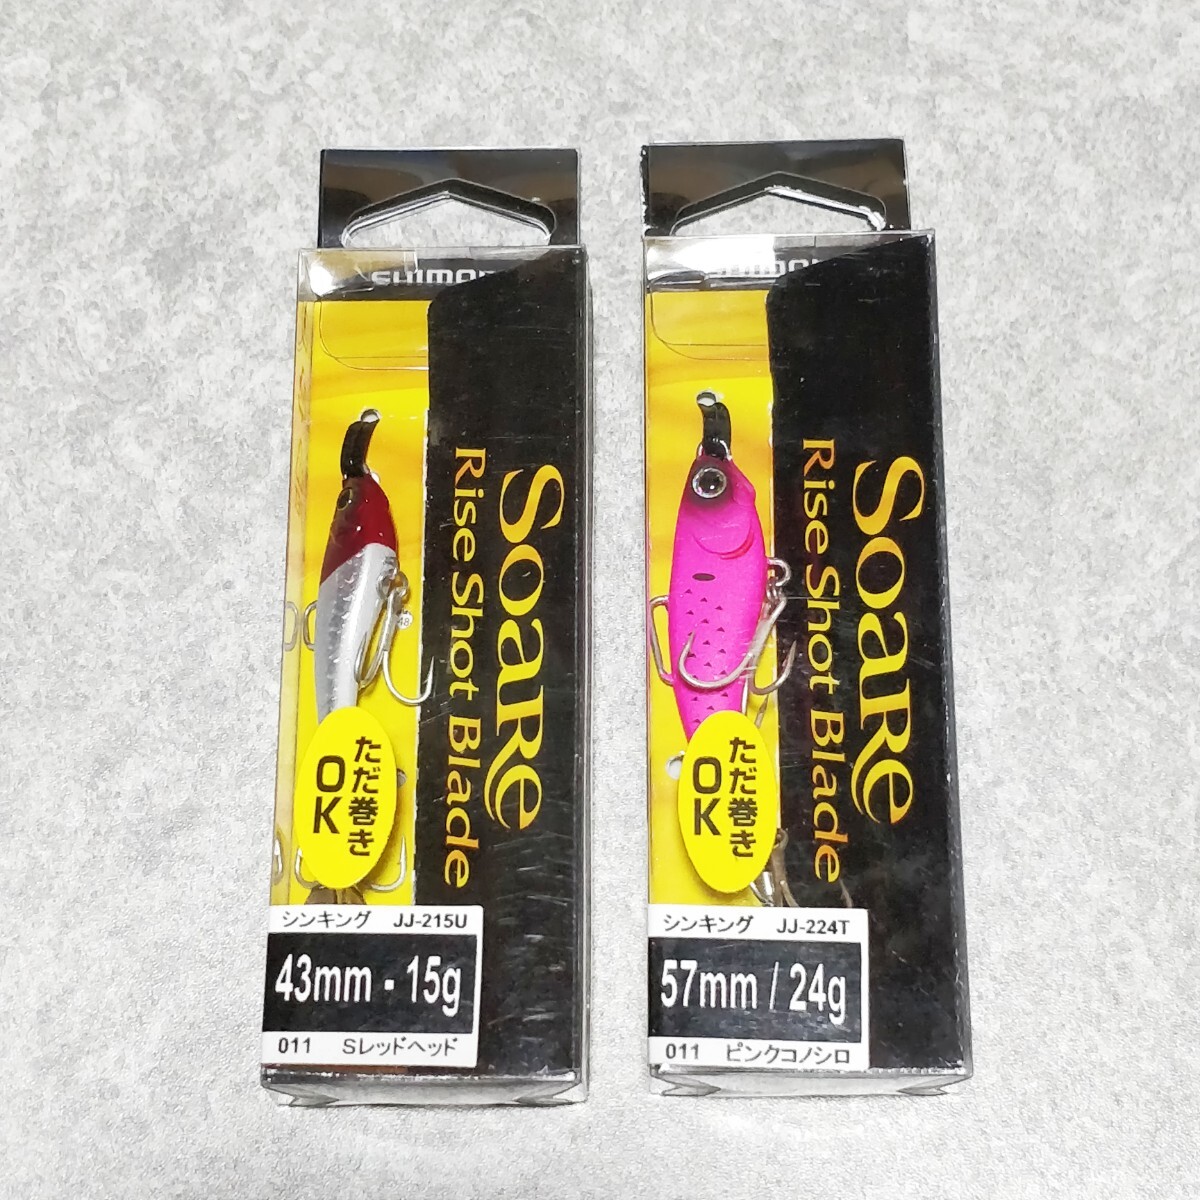 SHIMANO
Soare
Rise Shot Blade
ただ巻き
OK
シンキング JJ-215U
43mm - 15g
011 Sレッドヘッド
Soare
Rise Shot Blade
ただ巻き
OK
シンキング JJ-224T
57mm / 24g
011 ピンクコノシロ